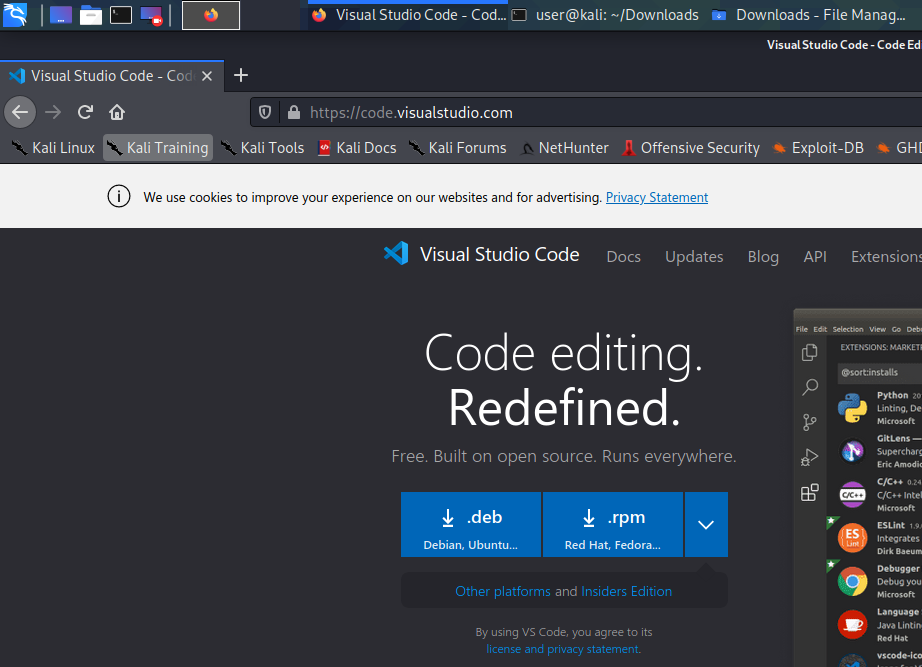 Visual Studio Code - Cod...
user@kali: ~/Downloads
Downloads - File Manag...
Visual Studio Code - Code Edi
Visual Studio Code - Cod
https://code.visualstudio.com
Kali Linux
Kali Training
Kali Tools
Kali Docs
Kali Forums
NetHunter
Offensive Security
Exploit-DB
GHD
We use cookies to improve your experience on our websites and for advertising. Privacy Statement
Visual Studio Code
Docs
Updates
Blog
API
Extensions
Code editing.
Redefined.
Free. Built on open source. Runs everywhere.
.deb
Debian, Ubuntu...
.rpm
Red Hat, Fedora...
Other platforms and Insiders Edition
By using VS Code, you agree to its
license and privacy statement.
File Edit Selection View Go Debu
EXTENSIONS: MARKETP
@sort:installs
Python 20
Linting, De
Microsoft
GitLens —
Supercharg
Eric Amodio
C/C++ 0.24
C/C++ Intel
Microsoft
ESLint 1.9.
Integrates
Dirk Baeum
Debugger
Debug you
Microsoft
Language
Java Lintin
Red Hat
vscode-ico